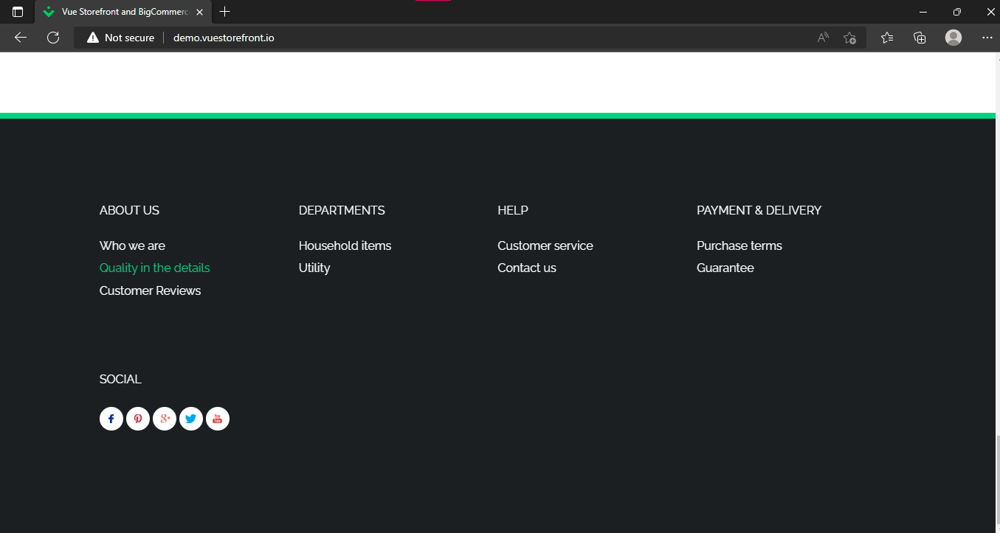 Vue Storefront and BigCommerc
Not secure
demo.vuestorefront.io
ABOUT US
Who we are
Quality in the details
Customer Reviews
DEPARTMENTS
Household items
Utility
HELP
Customer service
Contact us
PAYMENT & DELIVERY
Purchase terms
Guarantee
SOCIAL